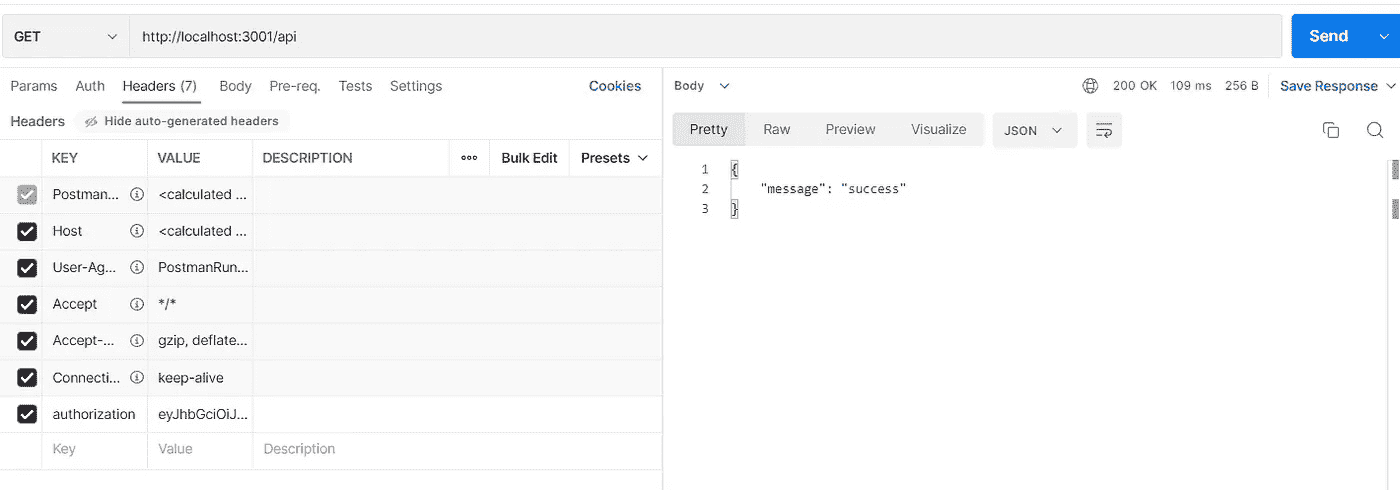 GET http://localhost:3001/api Send
Params Auth Headers (7) Body Pre-req. Tests Settings Cookies
Headers Hide auto-generated headers
KEY VALUE DESCRIPTION ooo Bulk Edit Presets
Postman... <calculated ...
Host <calculated ...
User-Ag... PostmanRun...
Accept */*
Accept-... gzip, deflate...
Connecti... keep-alive
authorization eyJhbGciOiJ...
Key Value Description
Body 200 OK 109 ms 256 B Save Response
Pretty Raw Preview Visualize JSON
1 {
2 "message": "success"
3 }